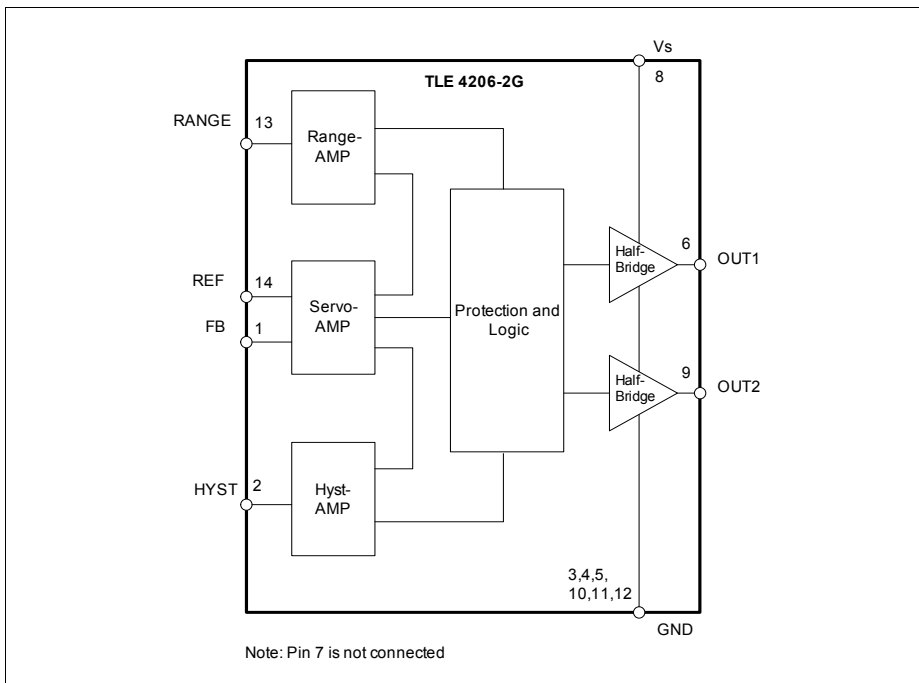 Vs
8
TLE 4206-2G
RANGE
13
Range-
AMP
REF
14
FB
1
Servo-
AMP
Protection and
Logic
Half-
Bridge
6
OUT1
Half-
Bridge
9
OUT2
HYST
2
Hyst-
AMP
3,4,5,
10,11,12
GND
Note: Pin 7 is not connected